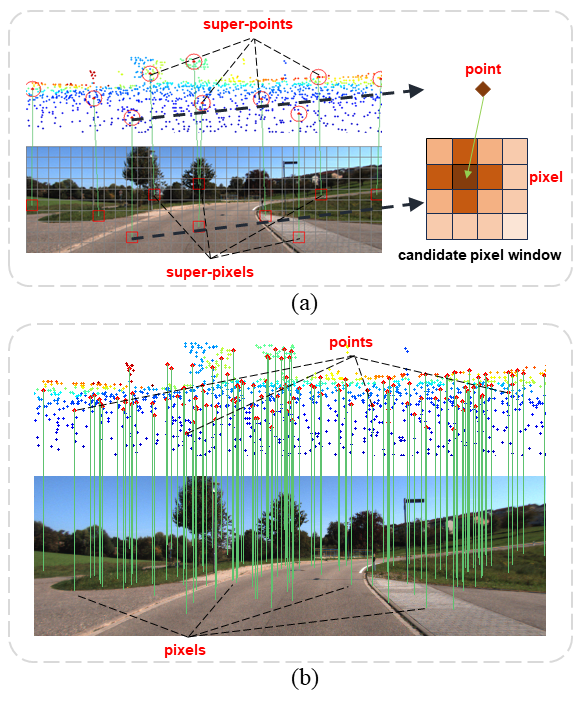 super-points
point
pixel
candidate pixel window
super-pixels
(a)
points
pixels
(b)